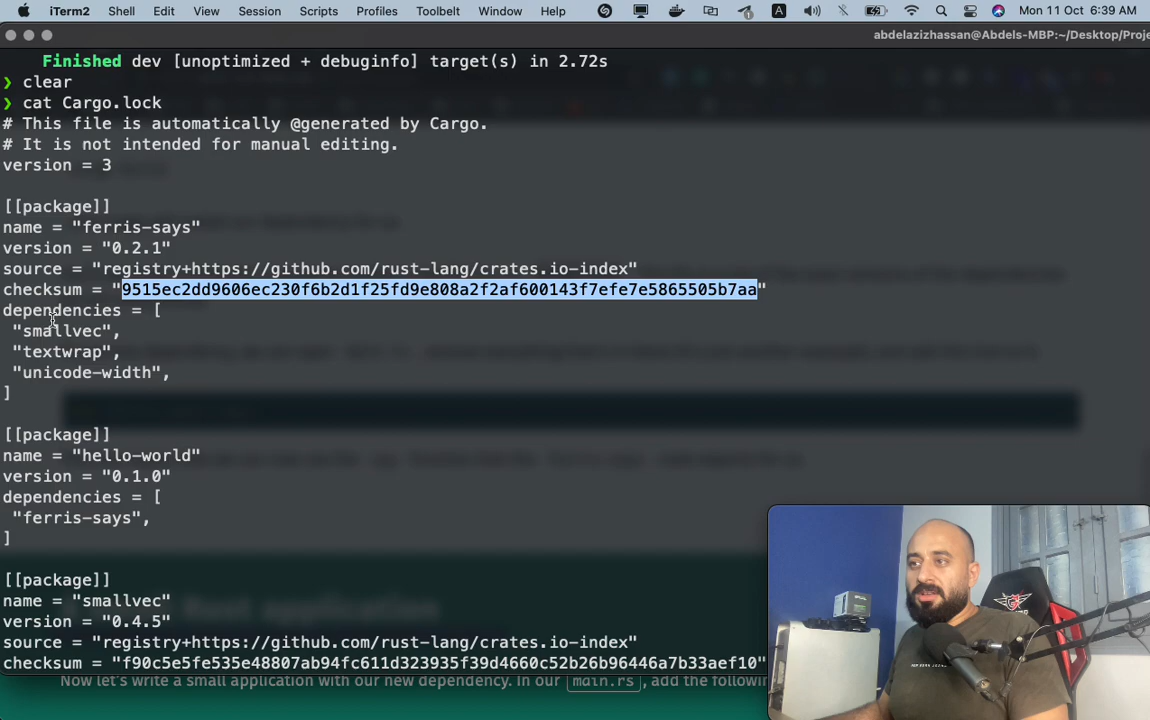 iTerm2 Shell Edit View Session Scripts Profiles Toolbelt Window Help A Mon 11 Oct 6:39 AM
abdelazizhassan@Abdels-MBP:~/Desktop/Proje
Finished dev [unoptimized + debuginfo] target(s) in 2.72s
❯ clear
❯ cat Cargo.lock
# This file is automatically @generated by Cargo.
# It is not intended for manual editing.
version = 3
[[package]]
name = "ferris-says"
version = "0.2.1"
source = "registry+https://github.com/rust-lang/crates.io-index"
checksum = "9515ec2dd9606ec230f6b2d1f25fd9e808a2f2af600143f7efe7e5865505b7aa"
dependencies = [
"smallvec",
"textwrap",
"unicode-width",
]
[[package]]
name = "hello-world"
version = "0.1.0"
dependencies = [
"ferris-says",
]
[[package]]
name = "smallvec"
version = "0.4.5"
source = "registry+https://github.com/rust-lang/crates.io-index"
checksum = "f90c5e5fe535e48807ab94fc611d323935f39d4660c52b26b96446a7b33aef10"
Now let's write a small application with our new dependency. In our main.rs, add the following